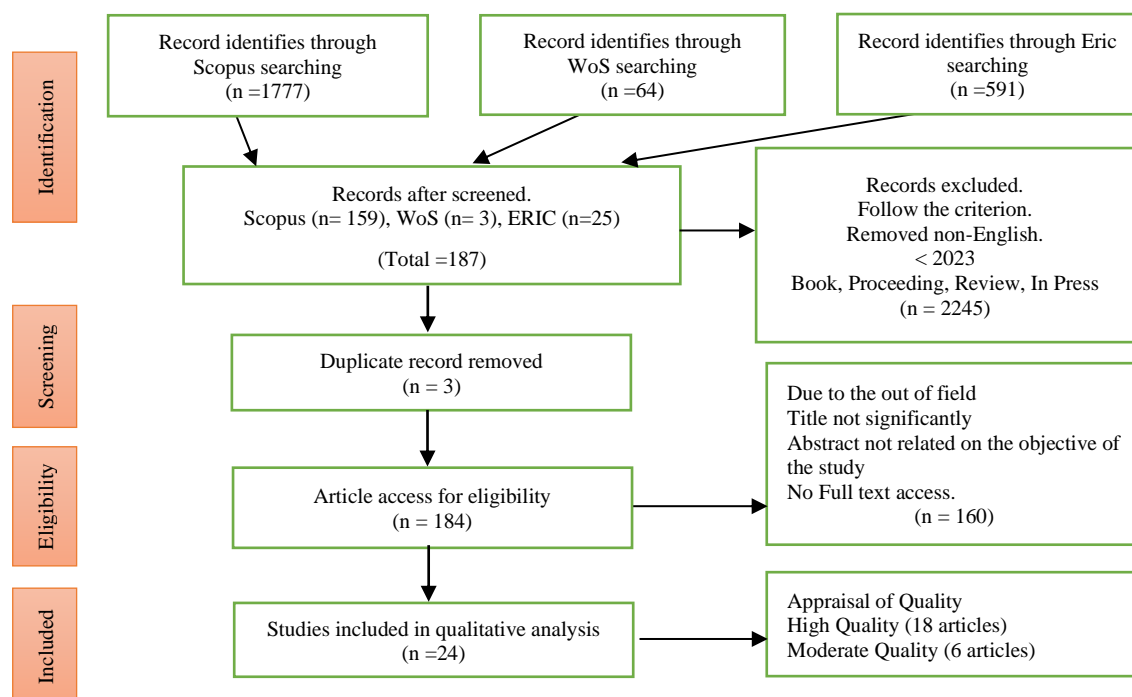 Identification
Record identifies through
Scopus searching
(n =1777)
Record identifies through
WoS searching
(n =64)
Record identifies through Eric
searching
(n =591)
Records after screened.
Scopus (n= 159), WoS (n= 3), ERIC (n=25)
(Total =187)
Records excluded.
Follow the criterion.
Removed non-English.
< 2023
Book, Proceeding, Review, In Press
(n = 2245)
Screening
Duplicate record removed
(n = 3)
Eligibility
Article access for eligibility
(n = 184)
Due to the out of field
Title not significantly
Abstract not related on the objective of
the study
No Full text access.
(n = 160)
Included
Studies included in qualitative analysis
(n =24)
Appraisal of Quality
High Quality (18 articles)
Moderate Quality (6 articles)